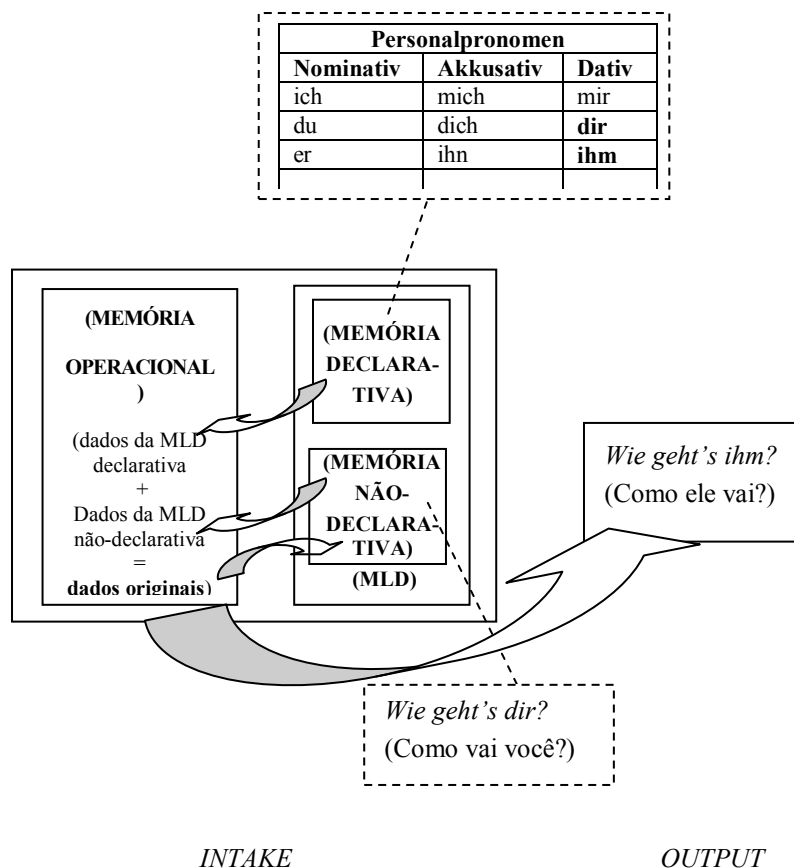 Personalpronomen
Nominativ Akkusativ Dativ
ich mich mir
du dich dir
er ihn ihm
(MEMÓRIA
OPERACIONAL
)
(dados da MLD
declarativa
+
Dados da MLD
não-declarativa
=
dados originais)
(MEMÓRIA
DECLARA-
TIVA)
(MEMÓRIA
NÃO-
DECLARA-
TIVA)
(MLD)
Wie geht’s ihm?
(Como ele vai?)
Wie geht’s dir?
(Como vai você?)
INTAKE OUTPUT